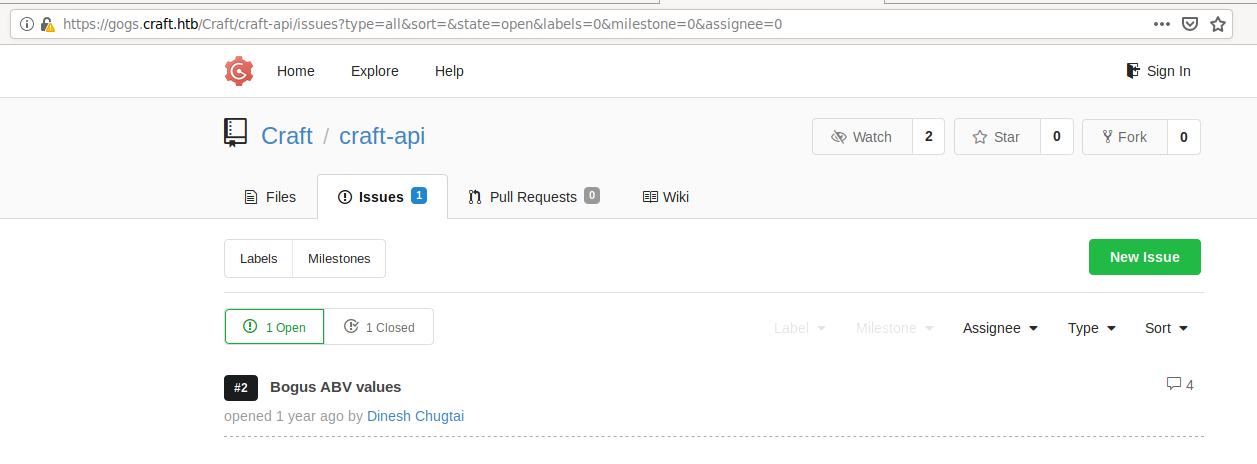 https://gogs.craft.htb/Craft/craft-api/issues?type=all&sort=&state=open&labels=0&milestone=0&assignee=0
Home Explore Help Sign In
Craft / craft-api Watch 2 Star 0 Fork 0
Files Issues 1 Pull Requests 0 Wiki
Labels Milestones New Issue
1 Open 1 Closed Label Milestone Assignee Type Sort
#2 Bogus ABV values 4
opened 1 year ago by Dinesh Chugtai